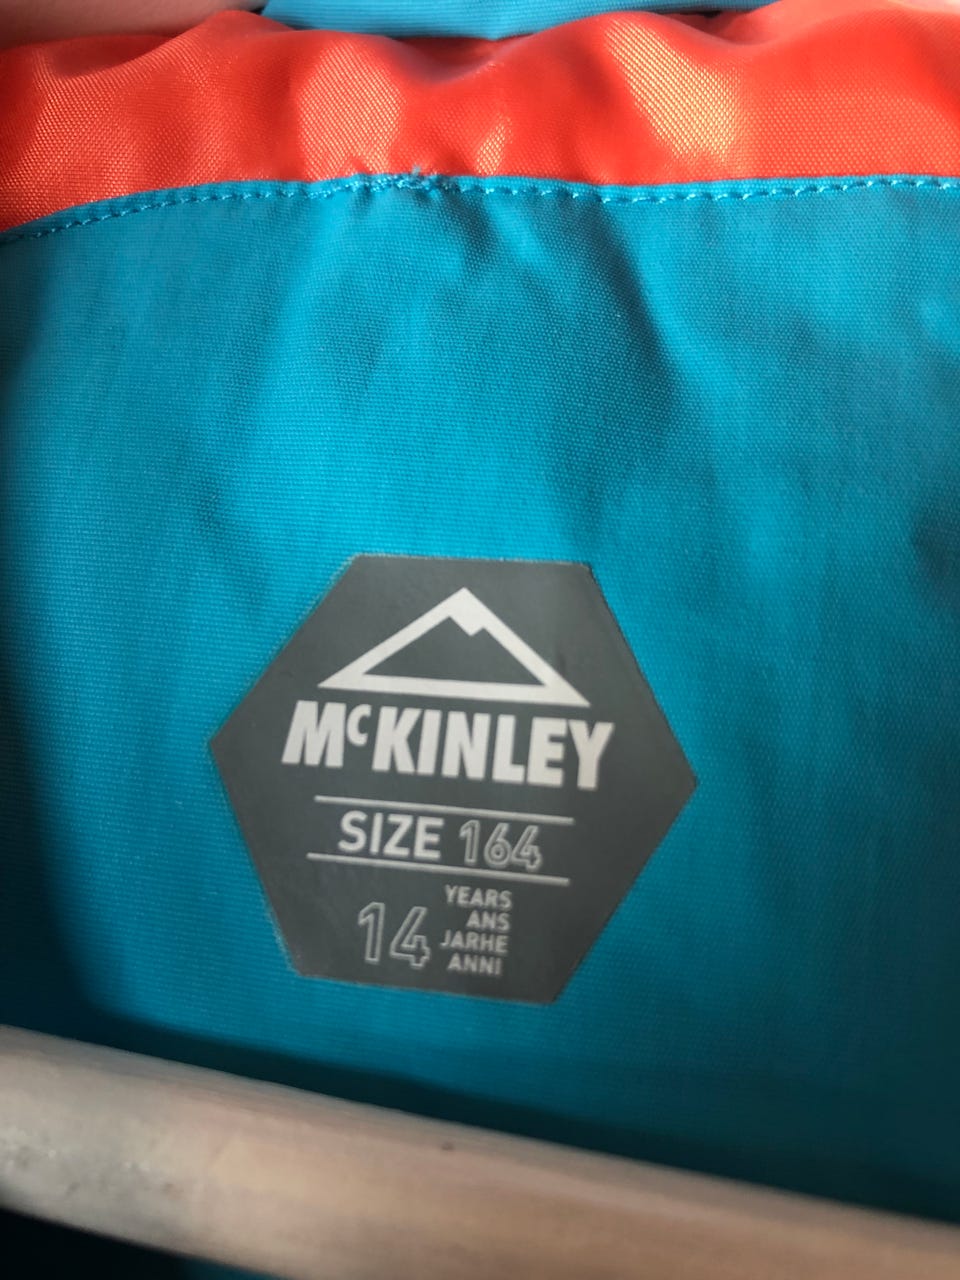 McKINLEY
SIZE 164
14
YEARS
ANS
JARHE
ANNI